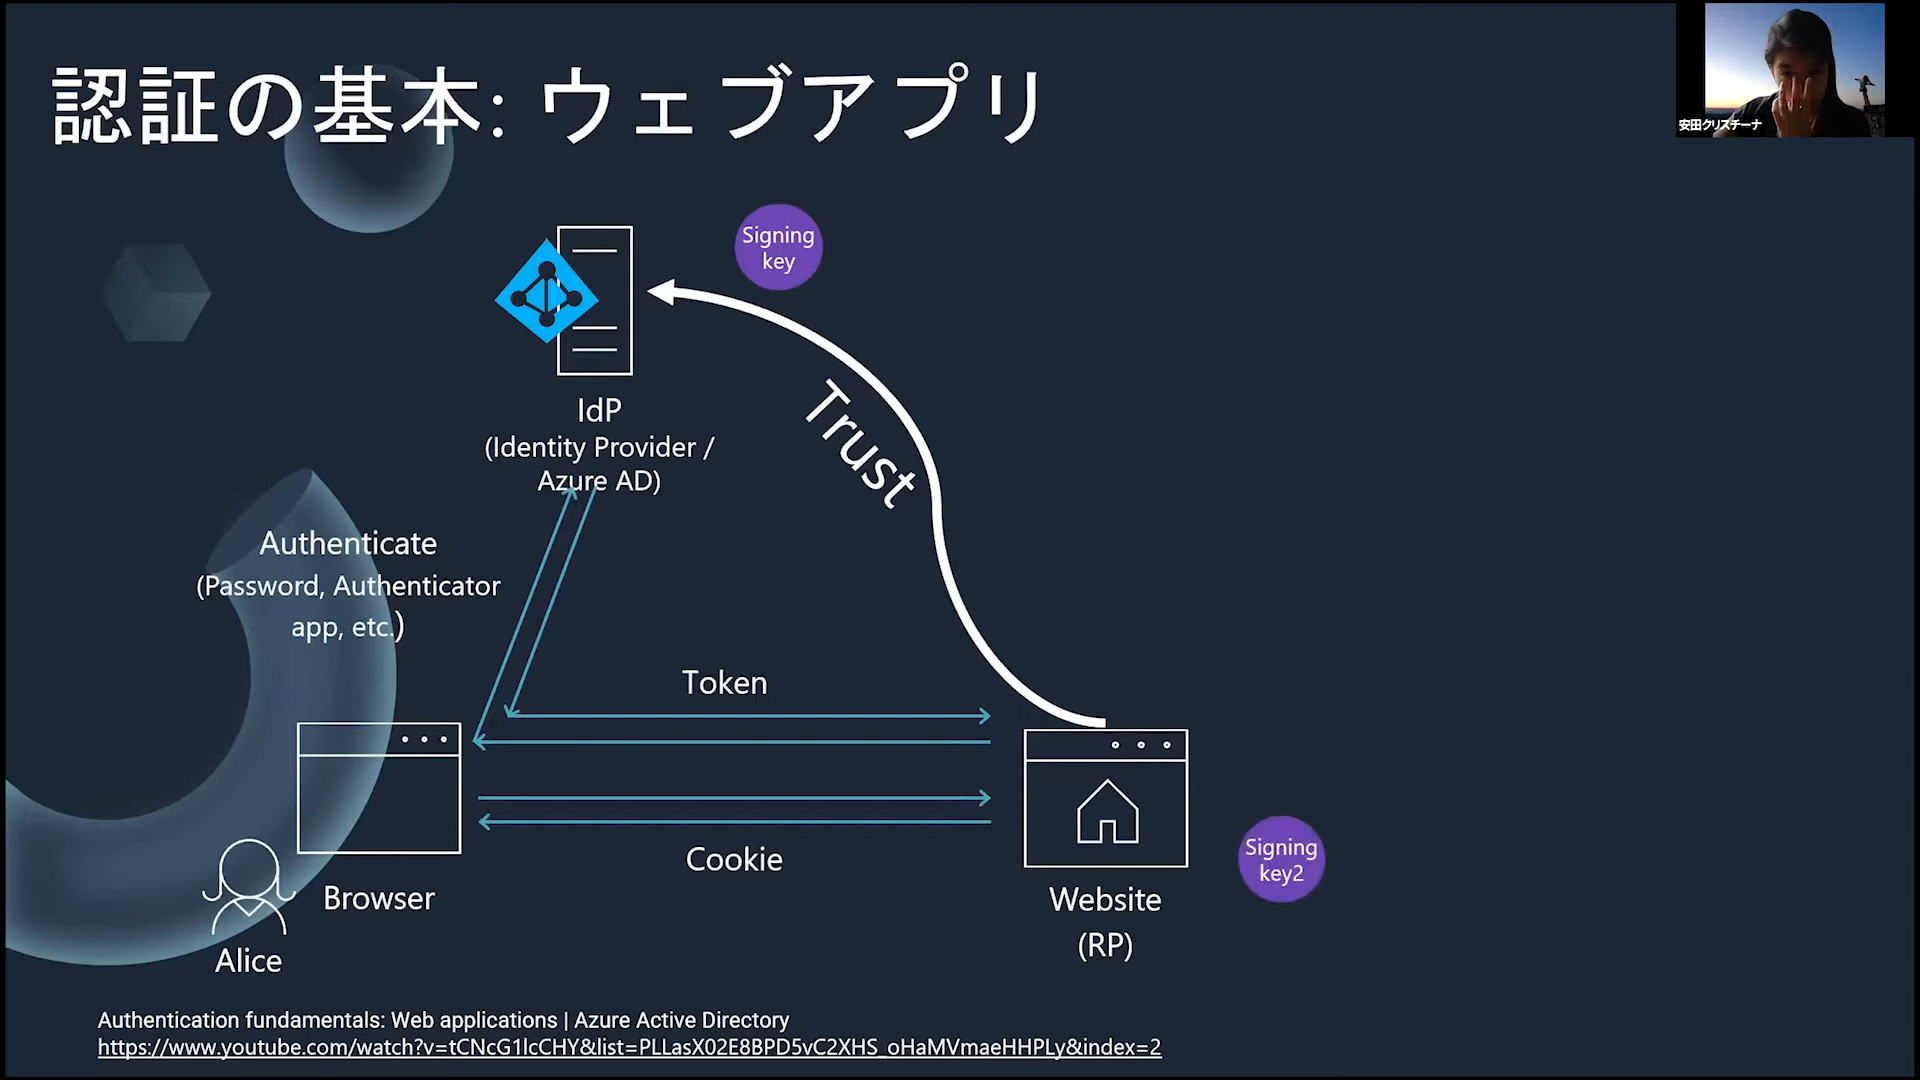 認証の基本: ウェブアプリ
安田クリスチーナ
Signing
key
IdP
(Identity Provider /
Azure AD)
Trust
Authenticate
(Password, Authenticator
app, etc.)
Token
Cookie
Browser
Alice
Website
(RP)
Signing
key2
Authentication fundamentals: Web applications | Azure Active Directory
https://www.youtube.com/watch?v=tCNcG1lcCHY&list=PLLasX02E8BPD5vC2XHS_oHaMVmaeHHPLy&index=2